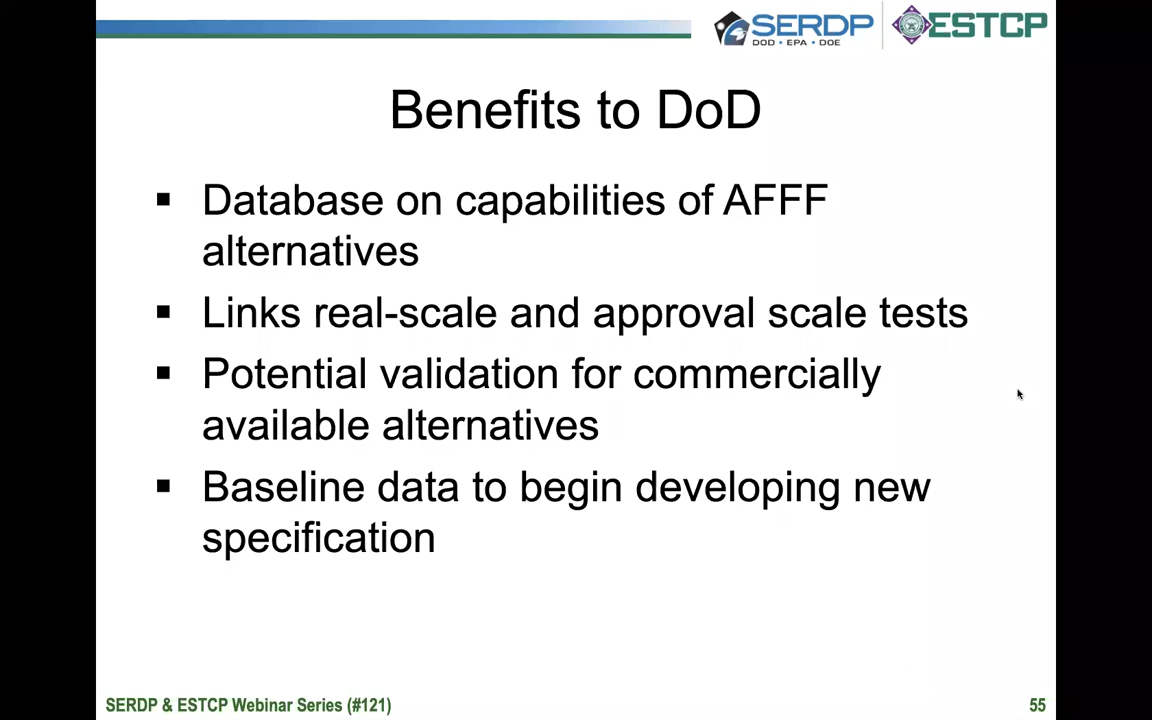 SERDP
DOD • EPA • DOE
ESTCP
Benefits to DoD
▪ Database on capabilities of AFFF
alternatives
▪ Links real-scale and approval scale tests
▪ Potential validation for commercially
available alternatives
▪ Baseline data to begin developing new
specification
SERDP & ESTCP Webinar Series (#121)
55